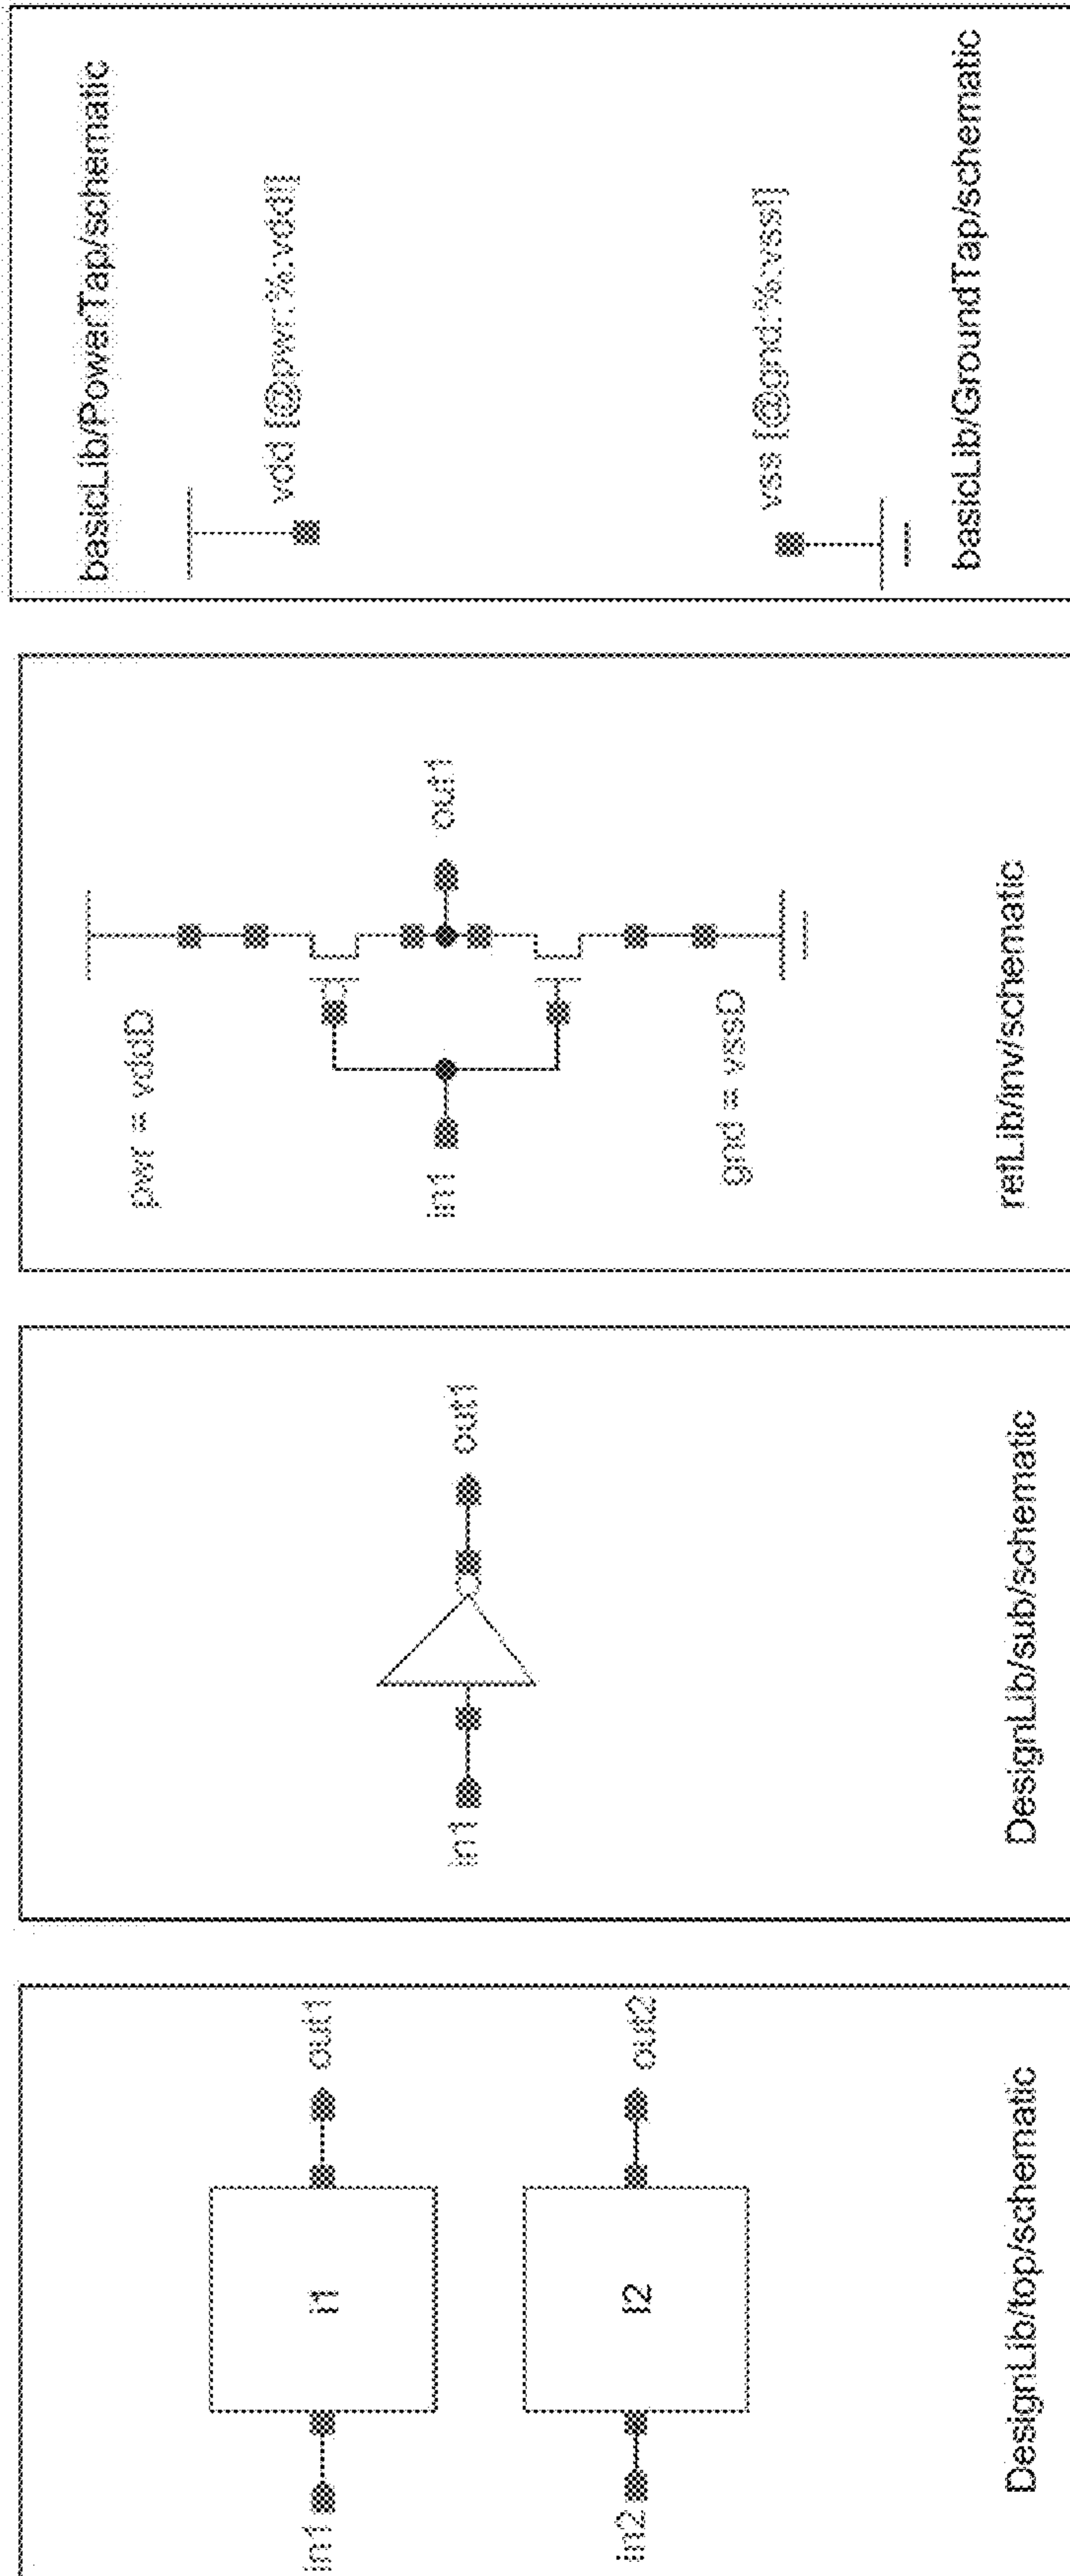 in1
I1
out1
in2
I2
out2
DesignLib/top/schematic
in1
out1
DesignLib/sub/schematic
pwr = vddD
in1
out1
gnd = vssD
refLib/inv/schematic
basicLib/PowerTap/schematic
vdd [@pwr:%:vdd!]
vss [@gnd:%:vss!]
basicLib/GroundTap/schematic